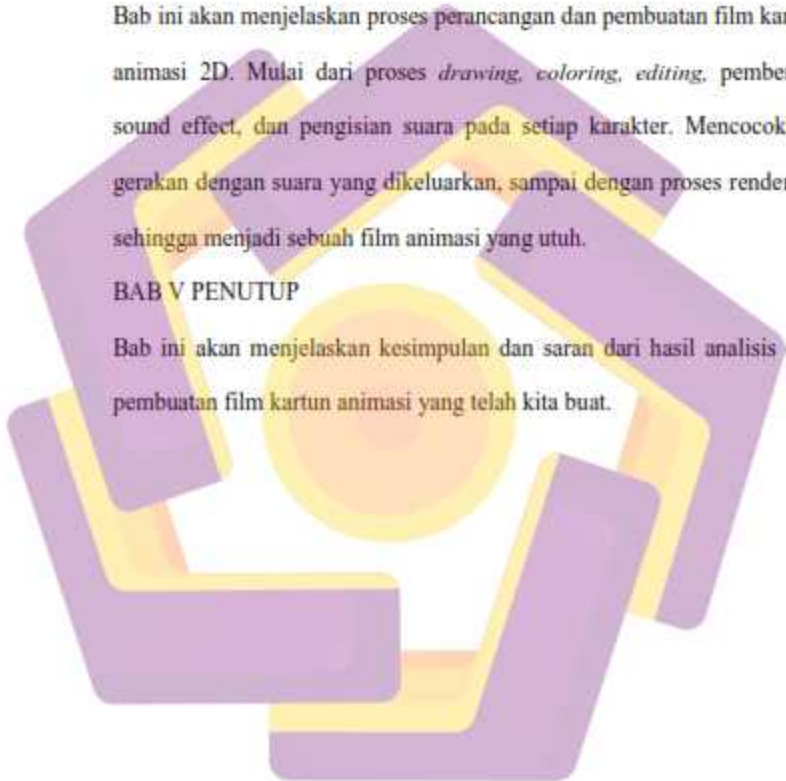 Bab ini akan menjelaskan proses perancangan dan pembuatan film kar
animasi 2D. Mulai dari proses drawing, coloring, editing, pember
sound effect, dan pengisian suara pada setiap karakter. Mencocok
gerakan dengan suara yang dikeluarkan, sampai dengan proses render
sehingga menjadi sebuah film animasi yang utuh.
BAB V PENUTUP
Bab ini akan menjelaskan kesimpulan dan saran dari hasil analisis
pembuatan film kartun animasi yang telah kita buat.